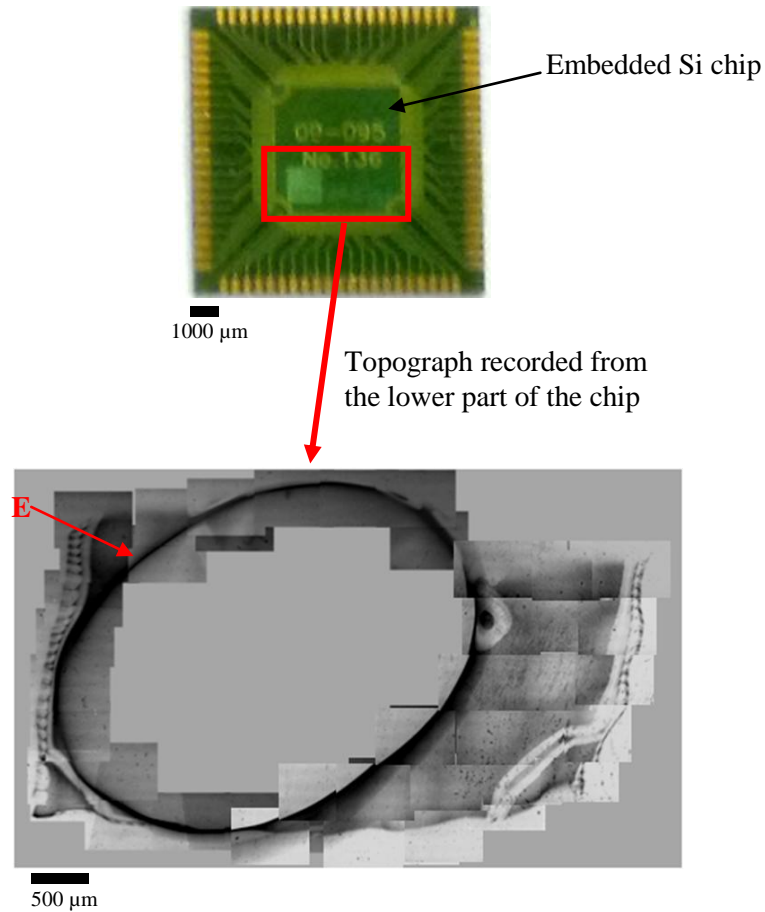 Embedded Si chip
00-095
No.136
1000 µm
Topograph recorded from
the lower part of the chip
E
500 µm